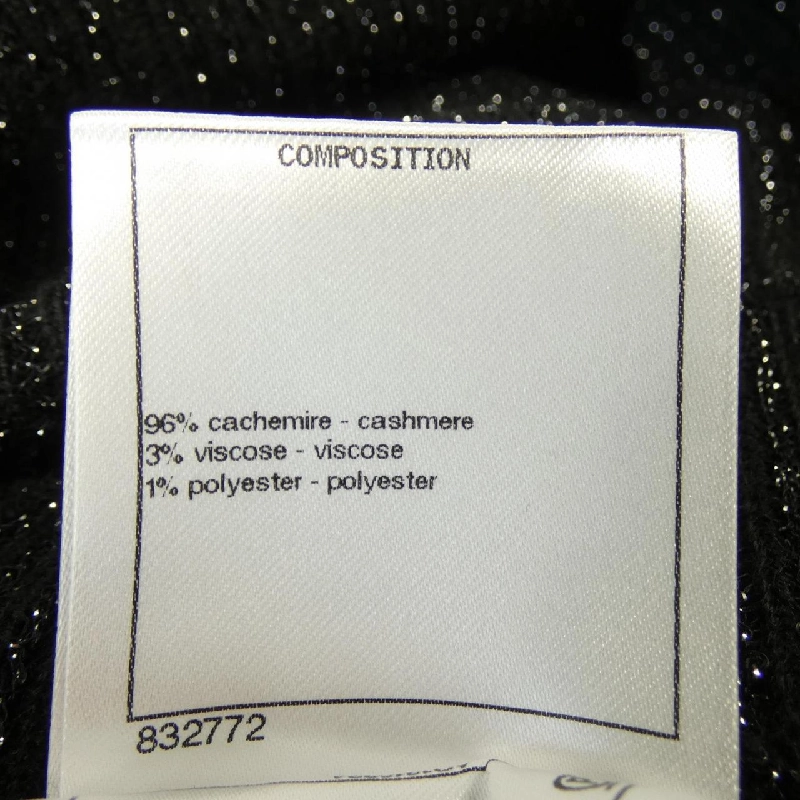 COMPOSITION
96% cachemire - cashmere
3% viscose - viscose
1% polyester - polyester
832772